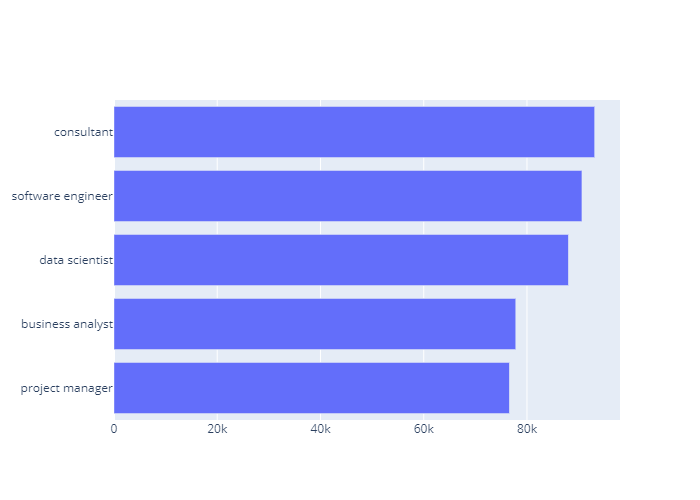 consultant
software engineer
data scientist
business analyst
project manager
0 20k 40k 60k 80k